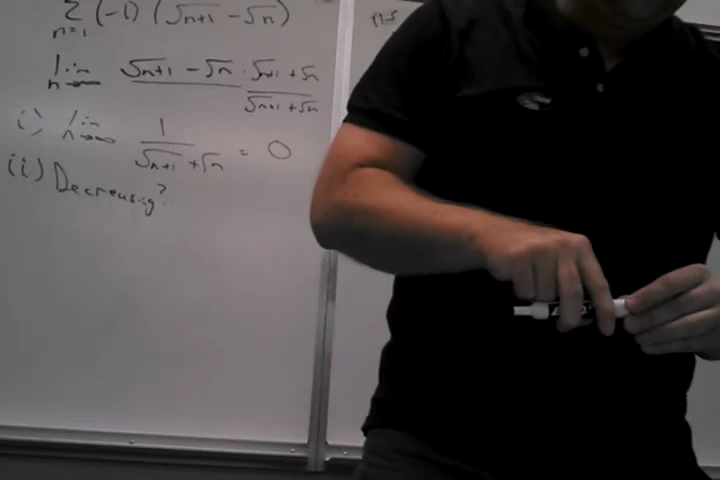 ∑ n=1 (-1) (√n+1 - √n)
lim n→∞ √n+1 - √n · √n+1 + √n / √n+1 + √n
i) lim n→∞ 1 / √n+1 + √n = 0
(ii) Decreasing?